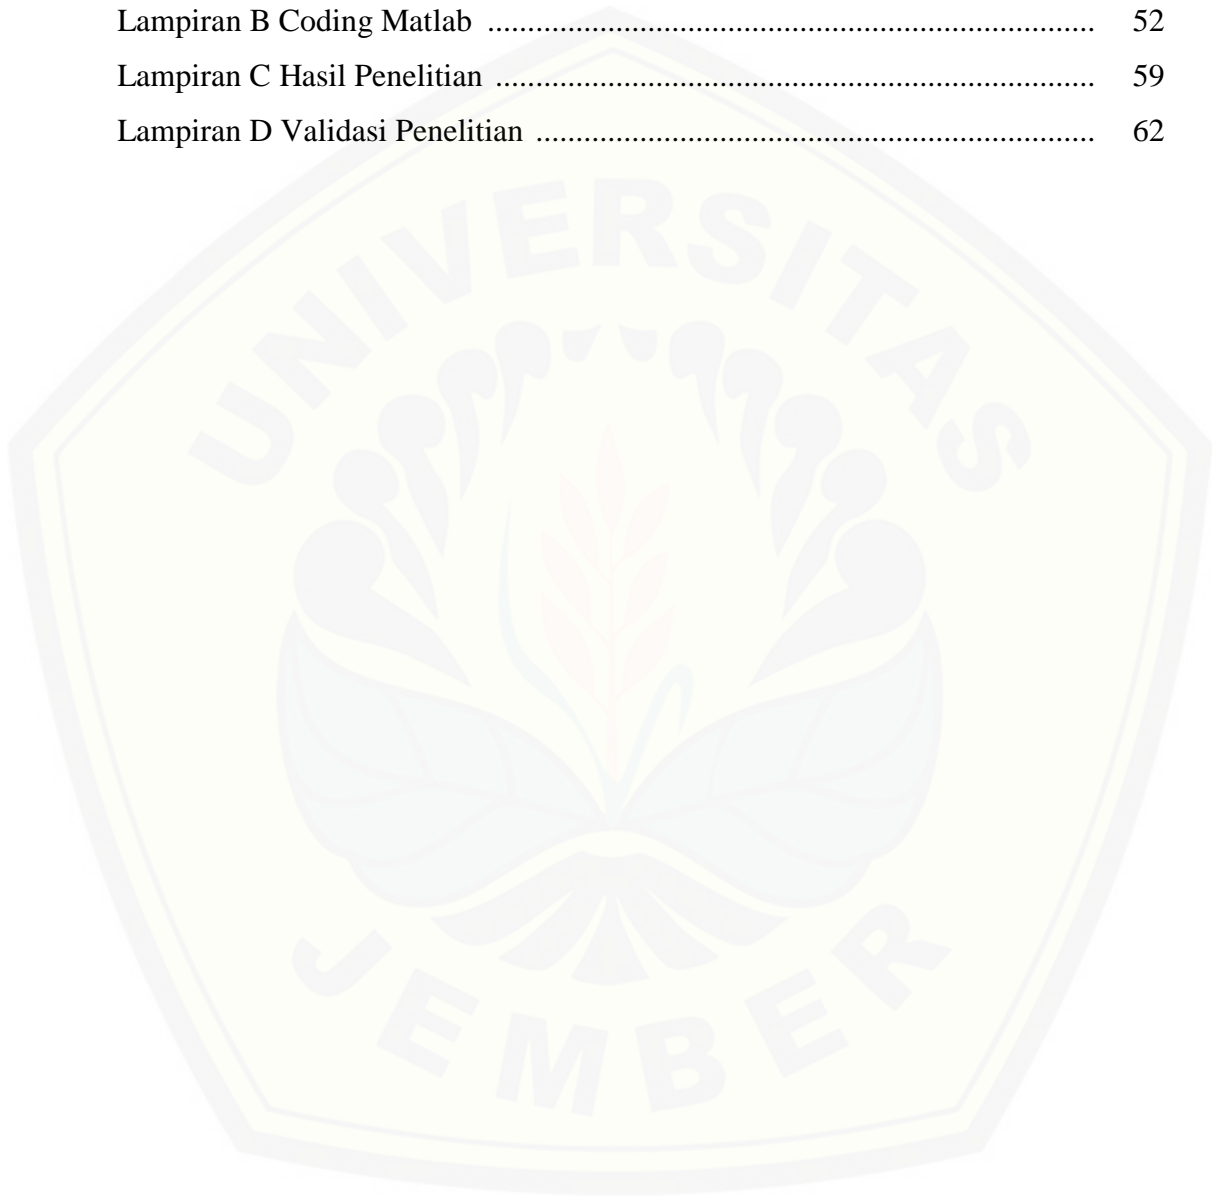 Lampiran B Coding Matlab ........................................................................... 52
Lampiran C Hasil Penelitian .......................................................................... 59
Lampiran D Validasi Penelitian ..................................................................... 62
UNIVERSITAS
JEMBER